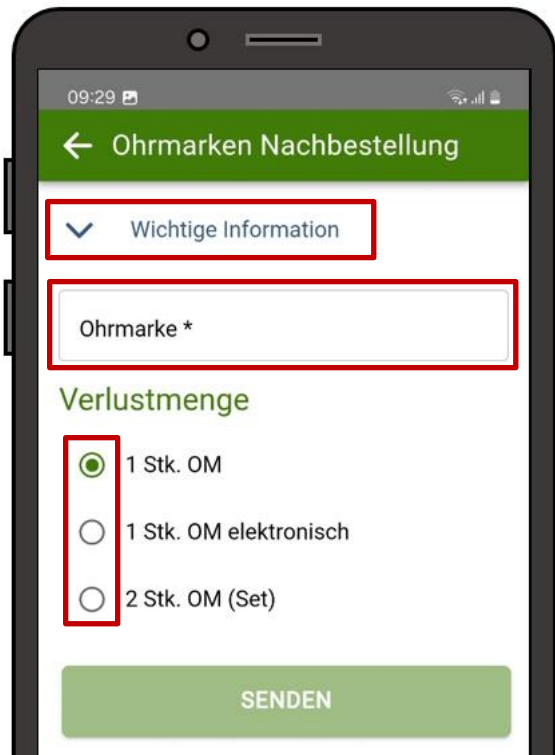 09:29
Ohrmarken Nachbestellung
Wichtige Information
Ohrmarke *
Verlustmenge
1 Stk. OM
1 Stk. OM elektronisch
2 Stk. OM (Set)
SENDEN